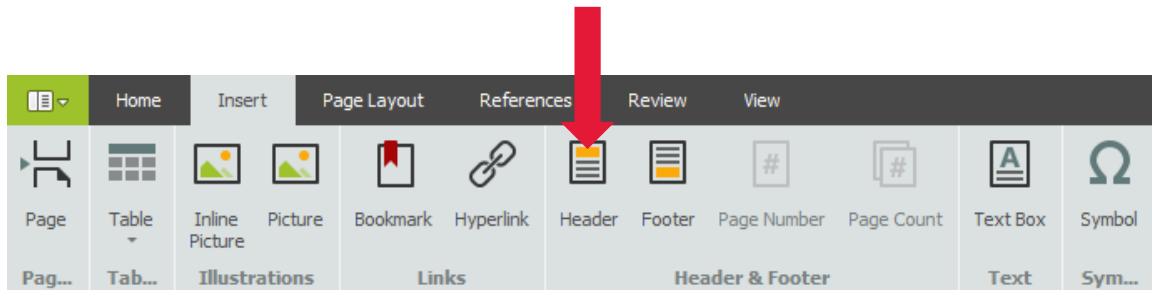 Home Insert Page Layout References Review View
Page Table Inline Picture Picture Bookmark Hyperlink Header Footer Page Number Page Count Text Box Symbol
Pag... Tab... Illustrations Links Header & Footer Text Sym...